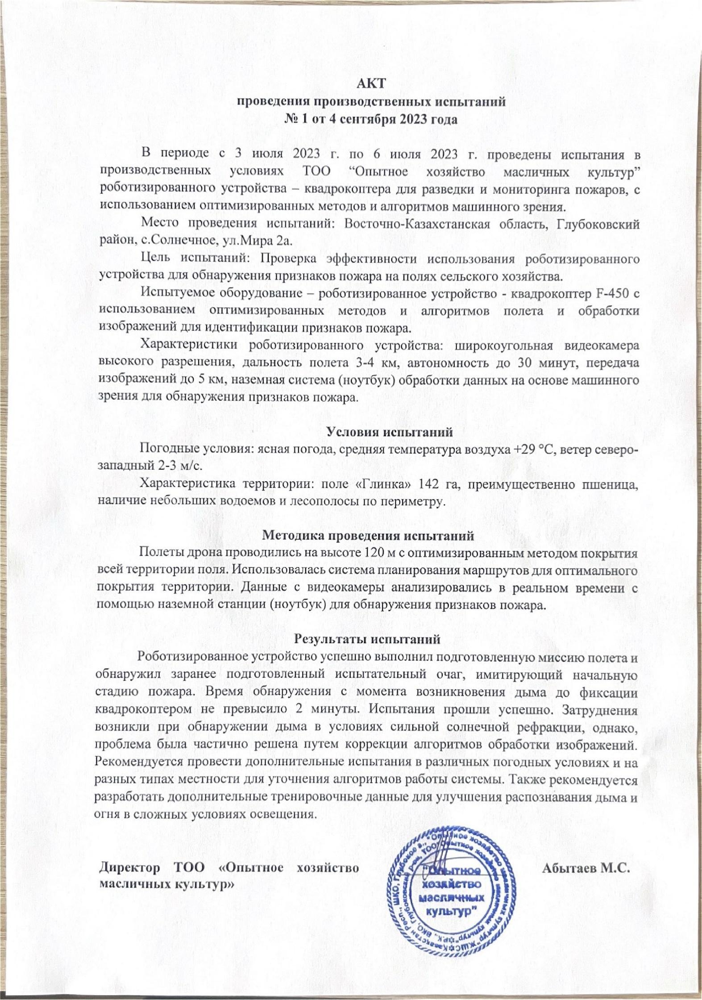 АКТ
проведения производственных испытаний
№ 1 от 4 сентября 2023 года
В периоде с 3 июля 2023 г. по 6 июля 2023 г. проведены испытания в
производственных условиях ТОО “Опытное хозяйство масличных культур”
роботизированного устройства – квадрокоптера для разведки и мониторинга пожаров, с
использованием оптимизированных методов и алгоритмов машинного зрения.
Место проведения испытаний: Восточно-Казахстанская область, Глубоковский
район, с.Солнечное, ул.Мира 2а.
Цель испытаний: Проверка эффективности использования роботизированного
устройства для обнаружения признаков пожара на полях сельского хозяйства.
Испытуемое оборудование – роботизированное устройство - квадрокоптер F-450 с
использованием оптимизированных методов и алгоритмов полета и обработки
изображений для идентификации признаков пожара.
Характеристики роботизированного устройства: широкоугольная видеокамера
высокого разрешения, дальность полета 3-4 км, автономность до 30 минут, передача
изображений до 5 км, наземная система (ноутбук) обработки данных на основе машинного
зрения для обнаружения признаков пожара.
Условия испытаний
Погодные условия: ясная погода, средняя температура воздуха +29 °С, ветер северо-
западный 2-3 м/с.
Характеристика территории: поле «Глинка» 142 га, преимущественно пшеница,
наличие небольших водоемов и лесополосы по периметру.
Методика проведения испытаний
Полеты дрона проводились на высоте 120 м с оптимизированным методом покрытия
всей территории поля. Использовалась система планирования маршрутов для оптимального
покрытия территории. Данные с видеокамеры анализировались в реальном времени с
помощью наземной станции (ноутбук) для обнаружения признаков пожара.
Результаты испытаний
Роботизированное устройство успешно выполнил подготовленную миссию полета и
обнаружил заранее подготовленный испытательный очаг, имитирующий начальную
стадию пожара. Время обнаружения с момента возникновения дыма до фиксации
квадрокоптером не превысило 2 минуты. Испытания прошли успешно. Затруднения
возникли при обнаружении дыма в условиях сильной солнечной рефракции, однако,
проблема была частично решена путем коррекции алгоритмов обработки изображений.
Рекомендуется провести дополнительные испытания в различных погодных условиях и на
разных типах местности для уточнения алгоритмов работы системы. Также рекомендуется
разработать дополнительные тренировочные данные для улучшения распознавания дыма и
огня в сложных условиях освещения.
Директор ТОО «Опытное хозяйство
масличных культур»
Абытаев М.С.
"Опытное
хозяйство
масличных
культур"